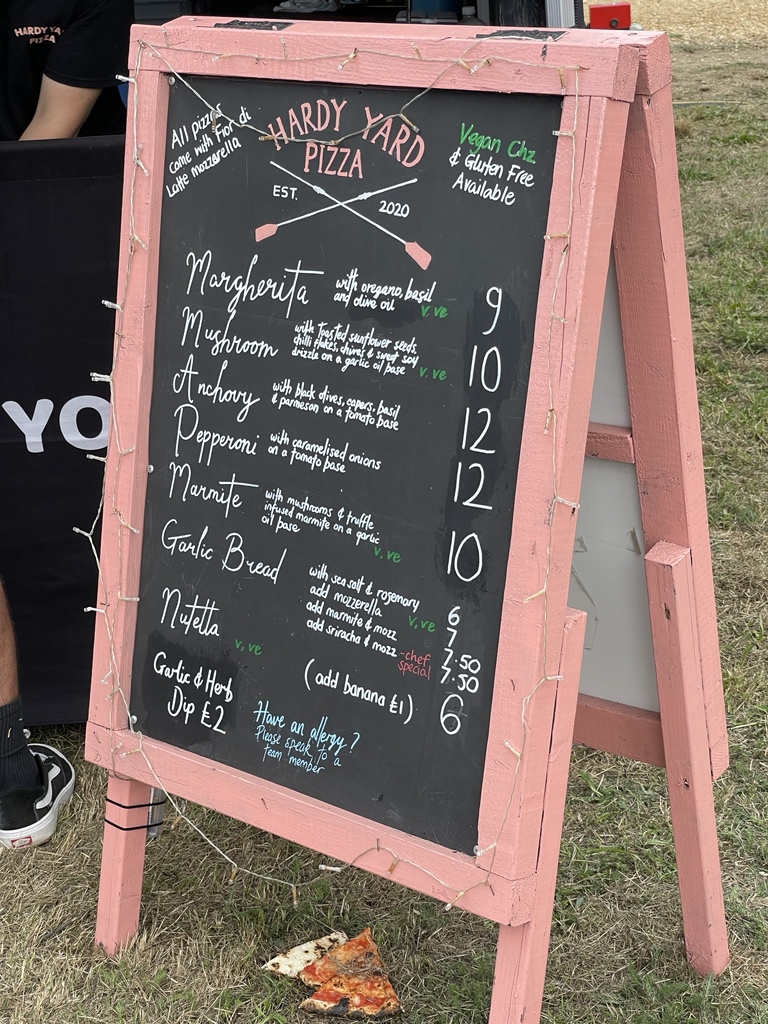 HARDY YA
PIZZA
All pizzas
come with Fior di
Latte mozzarella
HARDY YARD
PIZZA
EST. 2020
Vegan Chz
& Gluten Free
Available
Margherita with oregano, basil
and olive oil v, ve 9
Mushroom with toasted sunflower seeds,
chilli flakes, chives & sweet soy
drizzle on a garlic oil base v, ve 10
Anchovy with black olives, capers, basil
& parmeson on a tomato base 12
Pepperoni with caramelised onions
on a tomato base 12
Marmite with mushrooms & truffle
infused marmite on a garlic
oil base v, ve 10
Garlic Bread with sea salt & rosemary 6
add mozzarella v, ve 7
add marmite & mozz 7.50
add sriracha & mozz -chef special 7.50
Nutella v, ve 6
(add banana £1) 6
Garlic & Herb
Dip £2
Have an allergy?
Please speak to a
team member
YO